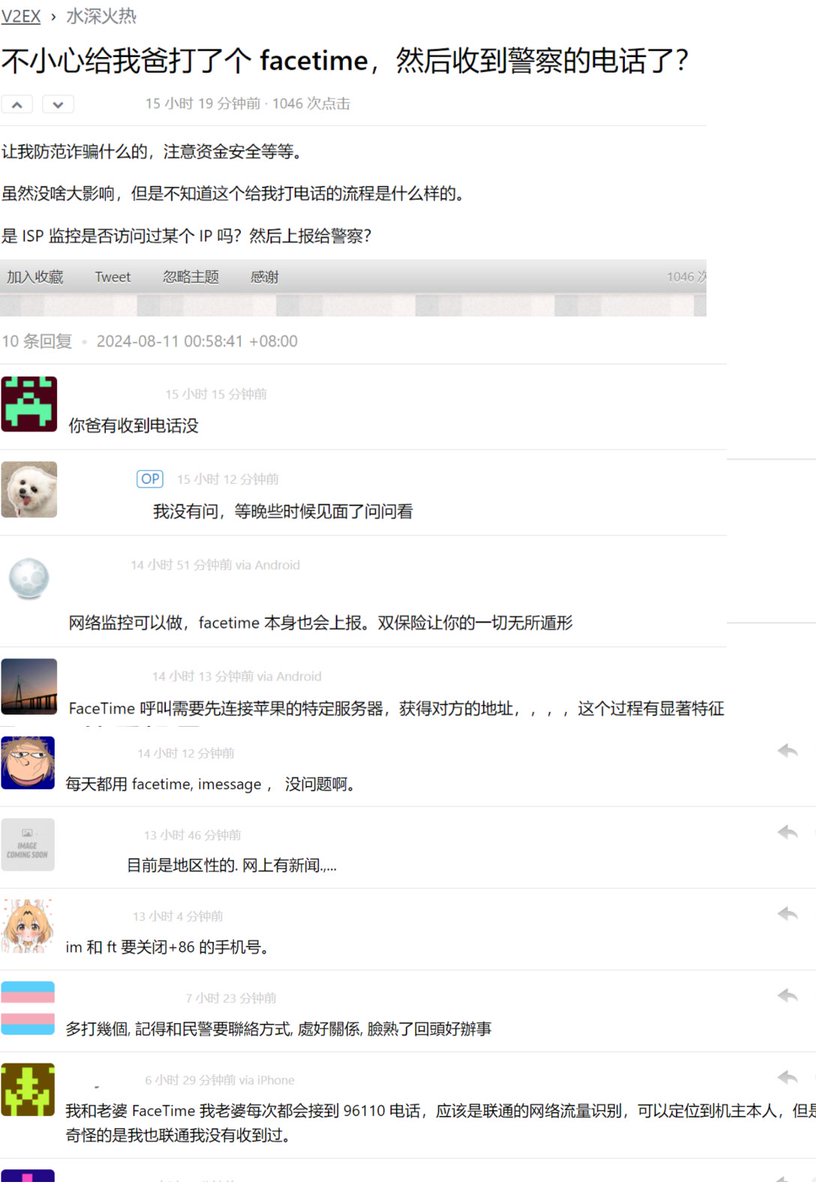 V2EX › 水深火热
不小心给我爸打了个 facetime，然后收到警察的电话了？
15 小时 19 分钟前 · 1046 次点击
让我防范诈骗什么的，注意资金安全等等。
虽然没啥大影响，但是不知道这个给我打电话的流程是什么样的。
是 ISP 监控是否访问过某个 IP 吗？然后上报给警察？
加入收藏 Tweet 忽略主题 感谢 1046 次
10 条回复 • 2024-08-11 00:58:41 +08:00
15 小时 15 分钟前
你爸有收到电话没
OP 15 小时 12 分钟前
我没有问，等晚些时候见面了问问看
14 小时 51 分钟前 via Android
网络监控可以做，facetime 本身也会上报。双保险让你的一切无所遁形
14 小时 13 分钟前 via Android
FaceTime 呼叫需要先连接苹果的特定服务器，获得对方的地址，，，，这个过程有显著特征
14 小时 12 分钟前
每天都用 facetime, imessage ， 没问题啊。
IMAGE
COMING SOON
13 小时 46 分钟前
目前是地区性的. 网上有新闻.,...
13 小时 4 分钟前
im 和 ft 要关闭+86 的手机号。
7 小时 23 分钟前
多打幾個, 記得和民警要聯絡方式, 處好關係, 臉熟了回頭好辦事
6 小时 29 分钟前 via iPhone
我和老婆 FaceTime 我老婆每次都会接到 96110 电话，应该是联通的网络流量识别，可以定位到机主本人，但是
奇怪的是我也联通我没有收到过。